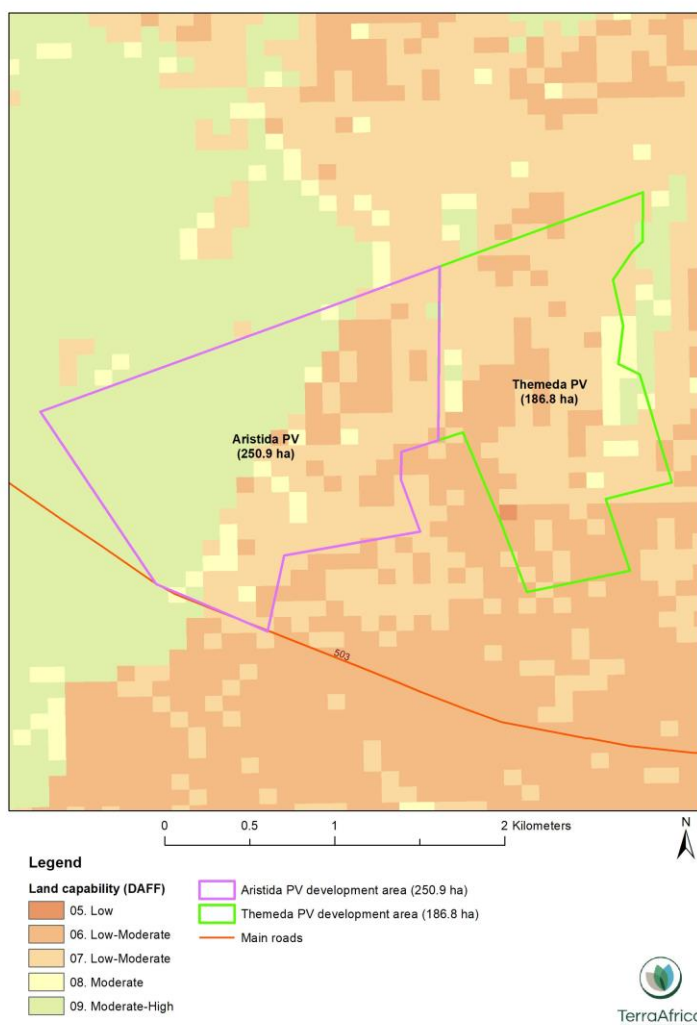 Themeda PV
(186.8 ha)
Aristida PV
(250.9 ha)
503
0
0.5
1
2 Kilometers
N
Legend
Land capability (DAFF)
05. Low
06. Low-Moderate
07. Low-Moderate
08. Moderate
09. Moderate-High
Aristida PV development area (250.9 ha)
Themeda PV development area (186.8 ha)
Main roads
TerraAfrica